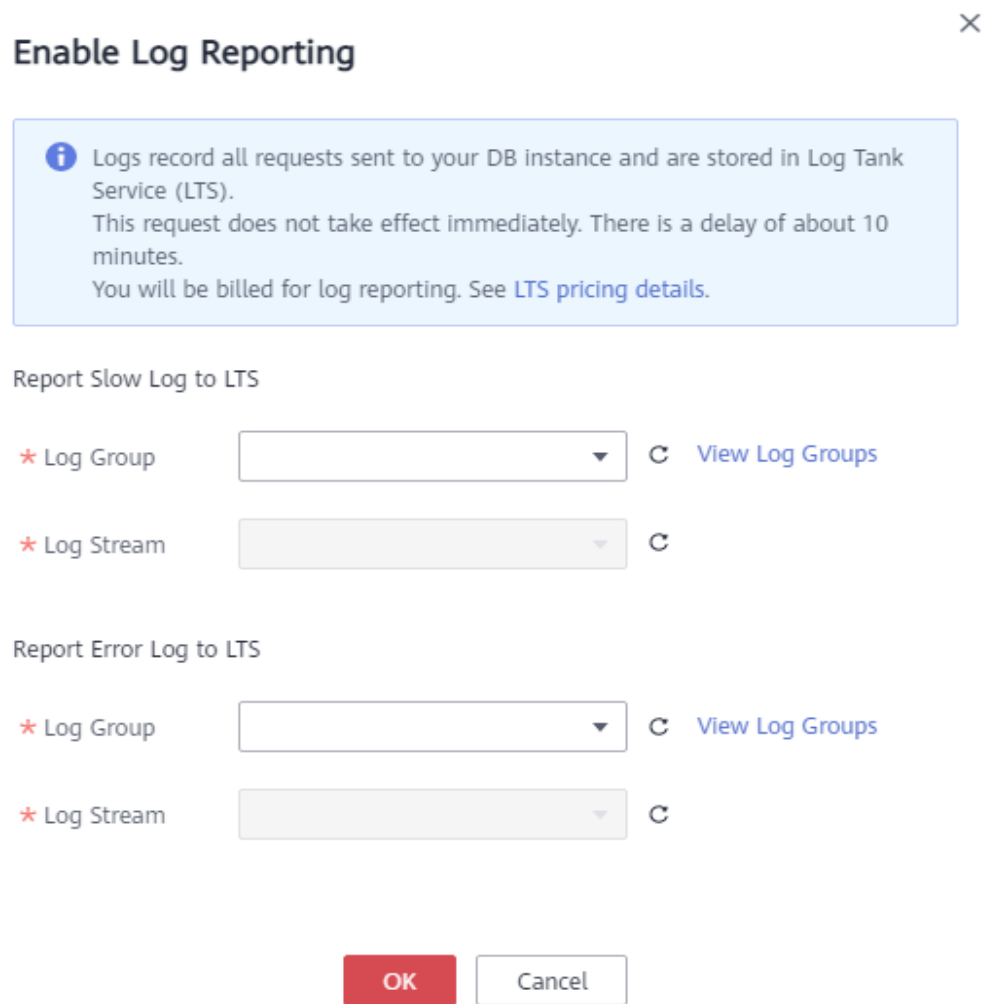 Enable Log Reporting
Logs record all requests sent to your DB instance and are stored in Log Tank
Service (LTS).
This request does not take effect immediately. There is a delay of about 10
minutes.
You will be billed for log reporting. See LTS pricing details.
Report Slow Log to LTS
* Log Group
View Log Groups
* Log Stream
Report Error Log to LTS
* Log Group
View Log Groups
* Log Stream
OK
Cancel